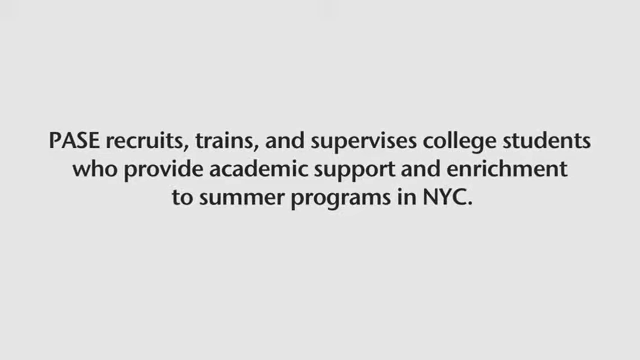 PASE recruits, trains, and supervises college students
who provide academic support and enrichment
to summer programs in NYC.